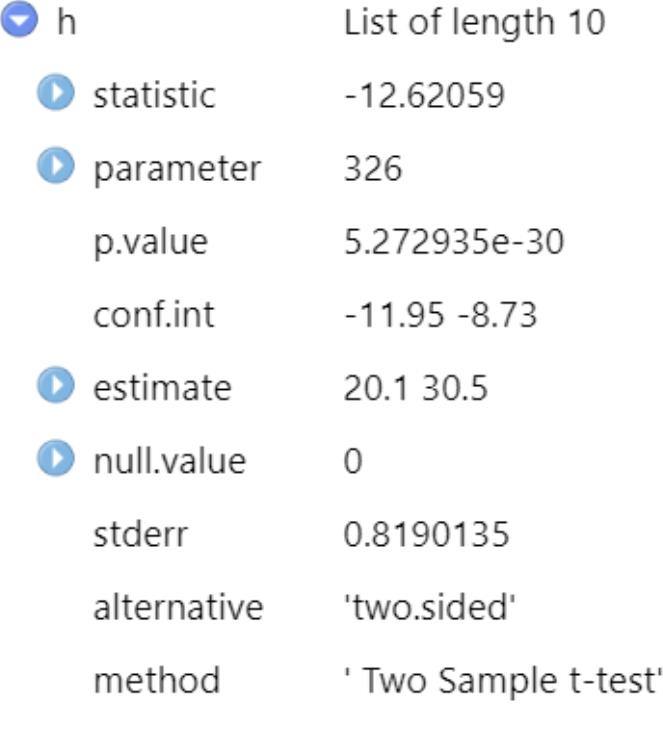 h List of length 10
statistic -12.62059
parameter 326
p.value 5.272935e-30
conf.int -11.95 -8.73
estimate 20.1 30.5
null.value 0
stderr 0.8190135
alternative 'two.sided'
method ' Two Sample t-test'